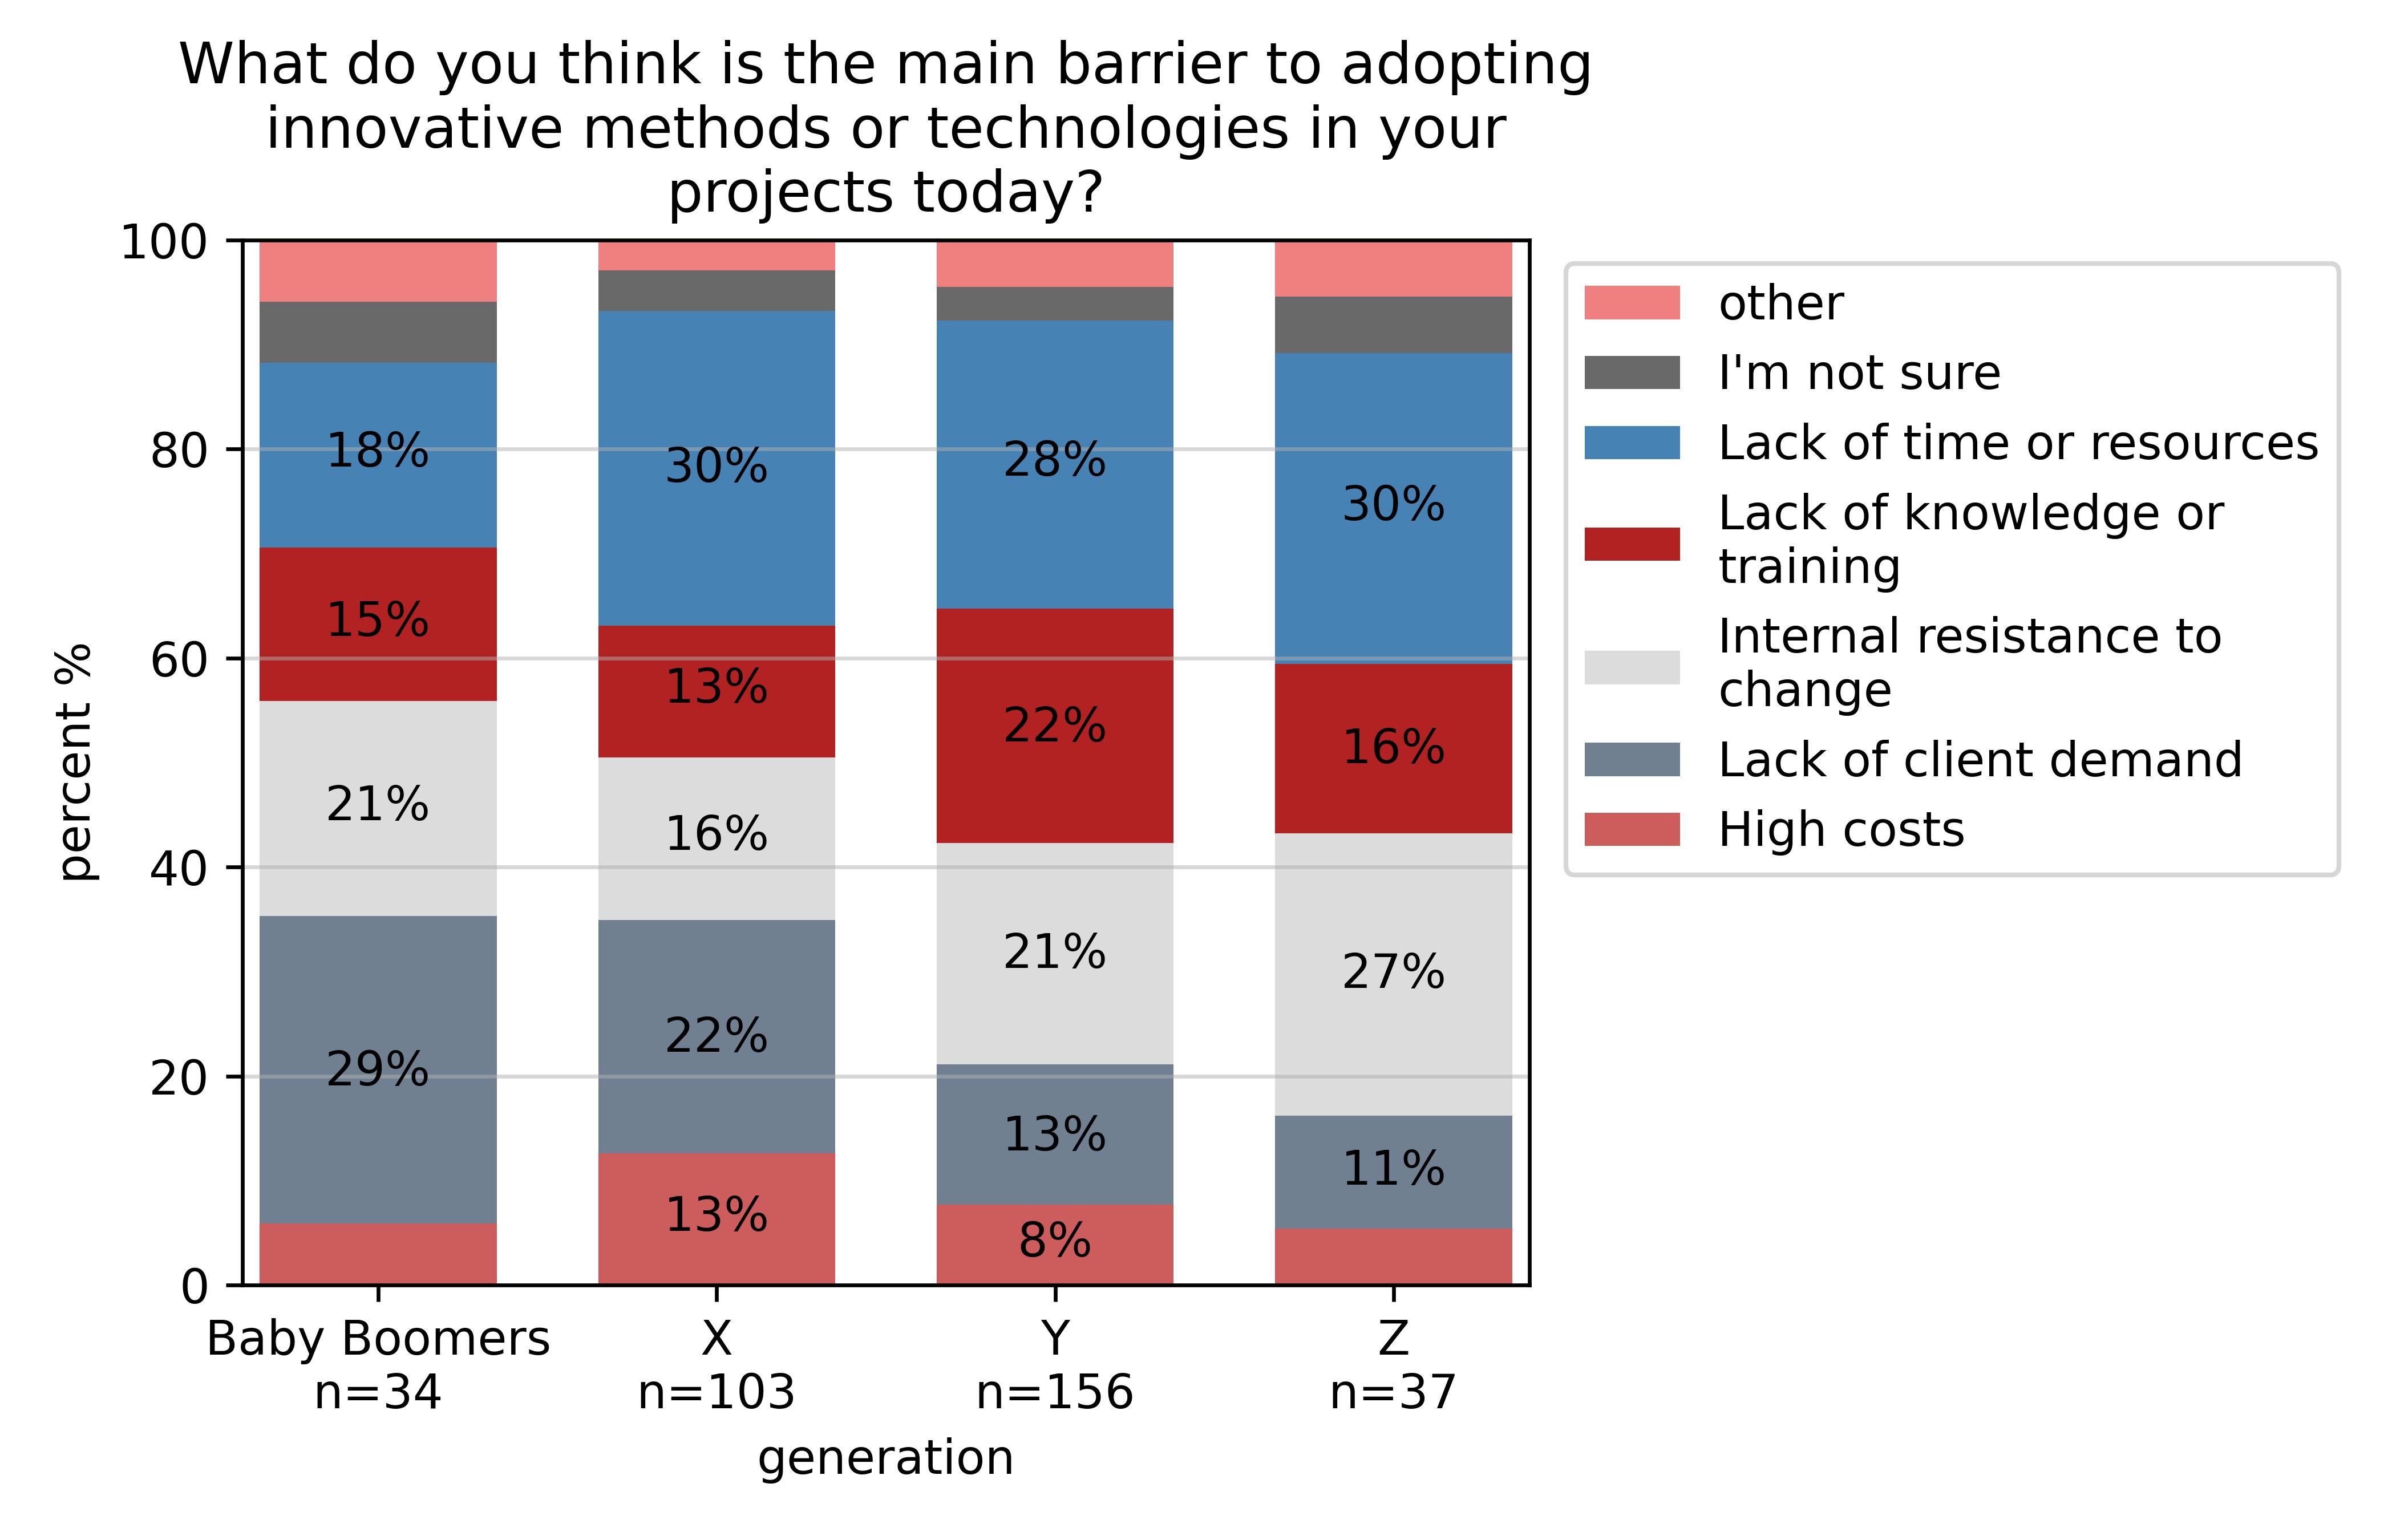 What do you think is the main barrier to adopting
innovative methods or technologies in your
projects today?
100
80
60
40
20
0
percent %
18%
15%
21%
29%
30%
13%
16%
22%
13%
28%
22%
21%
13%
8%
30%
16%
27%
11%
Baby Boomers
n=34
X
n=103
Y
n=156
Z
n=37
generation
other
I'm not sure
Lack of time or resources
Lack of knowledge or
training
Internal resistance to
change
Lack of client demand
High costs